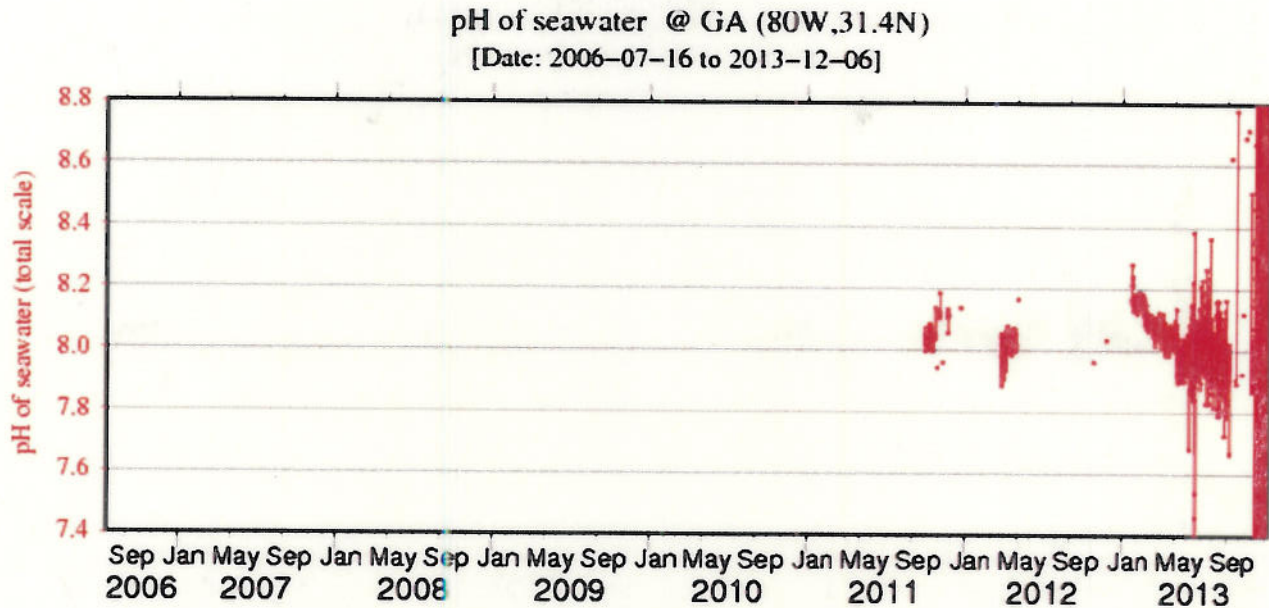 pH of seawater @ GA (80W,31.4N)
[Date: 2006–07–16 to 2013–12–06]
pH of seawater (total scale)
8.8
8.6
8.4
8.2
8.0
7.8
7.6
7.4
Sep Jan May Sep Jan May Sep Jan May Sep Jan May Sep Jan May Sep Jan May Sep Jan May Sep
2006 2007 2008 2009 2010 2011 2012 2013